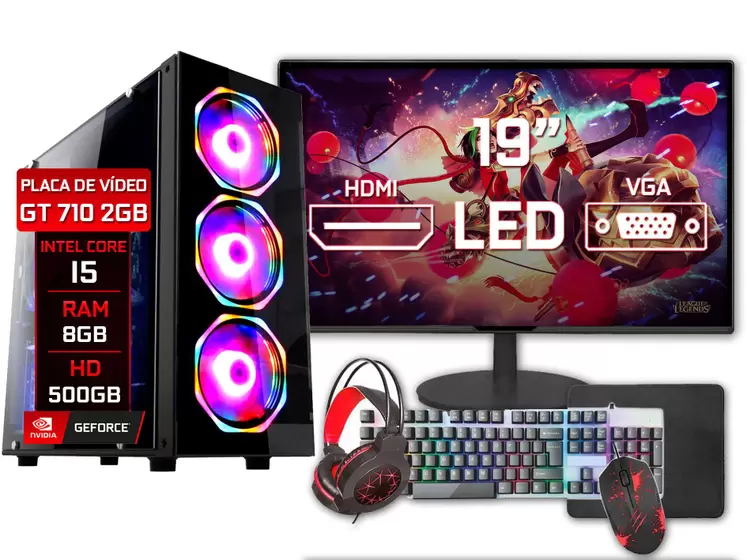 PLACA DE VÍDEO
GT 710 2GB
INTEL CORE
I5
RAM
8GB
HD
500GB
NVIDIA
GEFORCE
19”
HDMI
VGA
LED
LEAGUE OF
LEGENDS